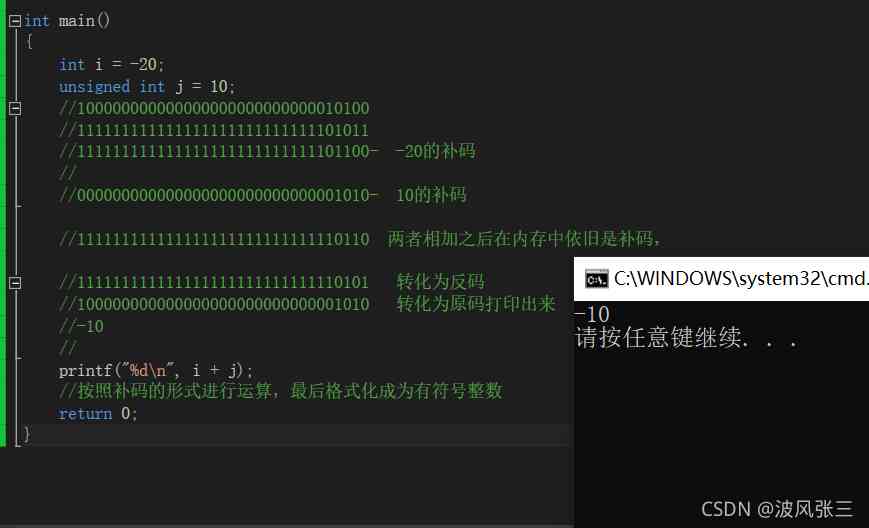 int main()
{
int i = -20;
unsigned int j = 10;
//10000000000000000000000000010100
//11111111111111111111111111101011
//11111111111111111111111111101100- -20的补码
//
//00000000000000000000000000001010- 10的补码
//11111111111111111111111111110110 两者相加之后在内存中依旧是补码，
//11111111111111111111111111110101 转化为反码
//10000000000000000000000000001010 转化为原码打印出来
//-10
//
printf("%d\n", i + j);
//按照补码的形式进行运算，最后格式化成为有符号整数
return 0;
}
C:\WINDOWS\system32\cmd.
-10
请按任意键继续. . .
CSDN @波风张三